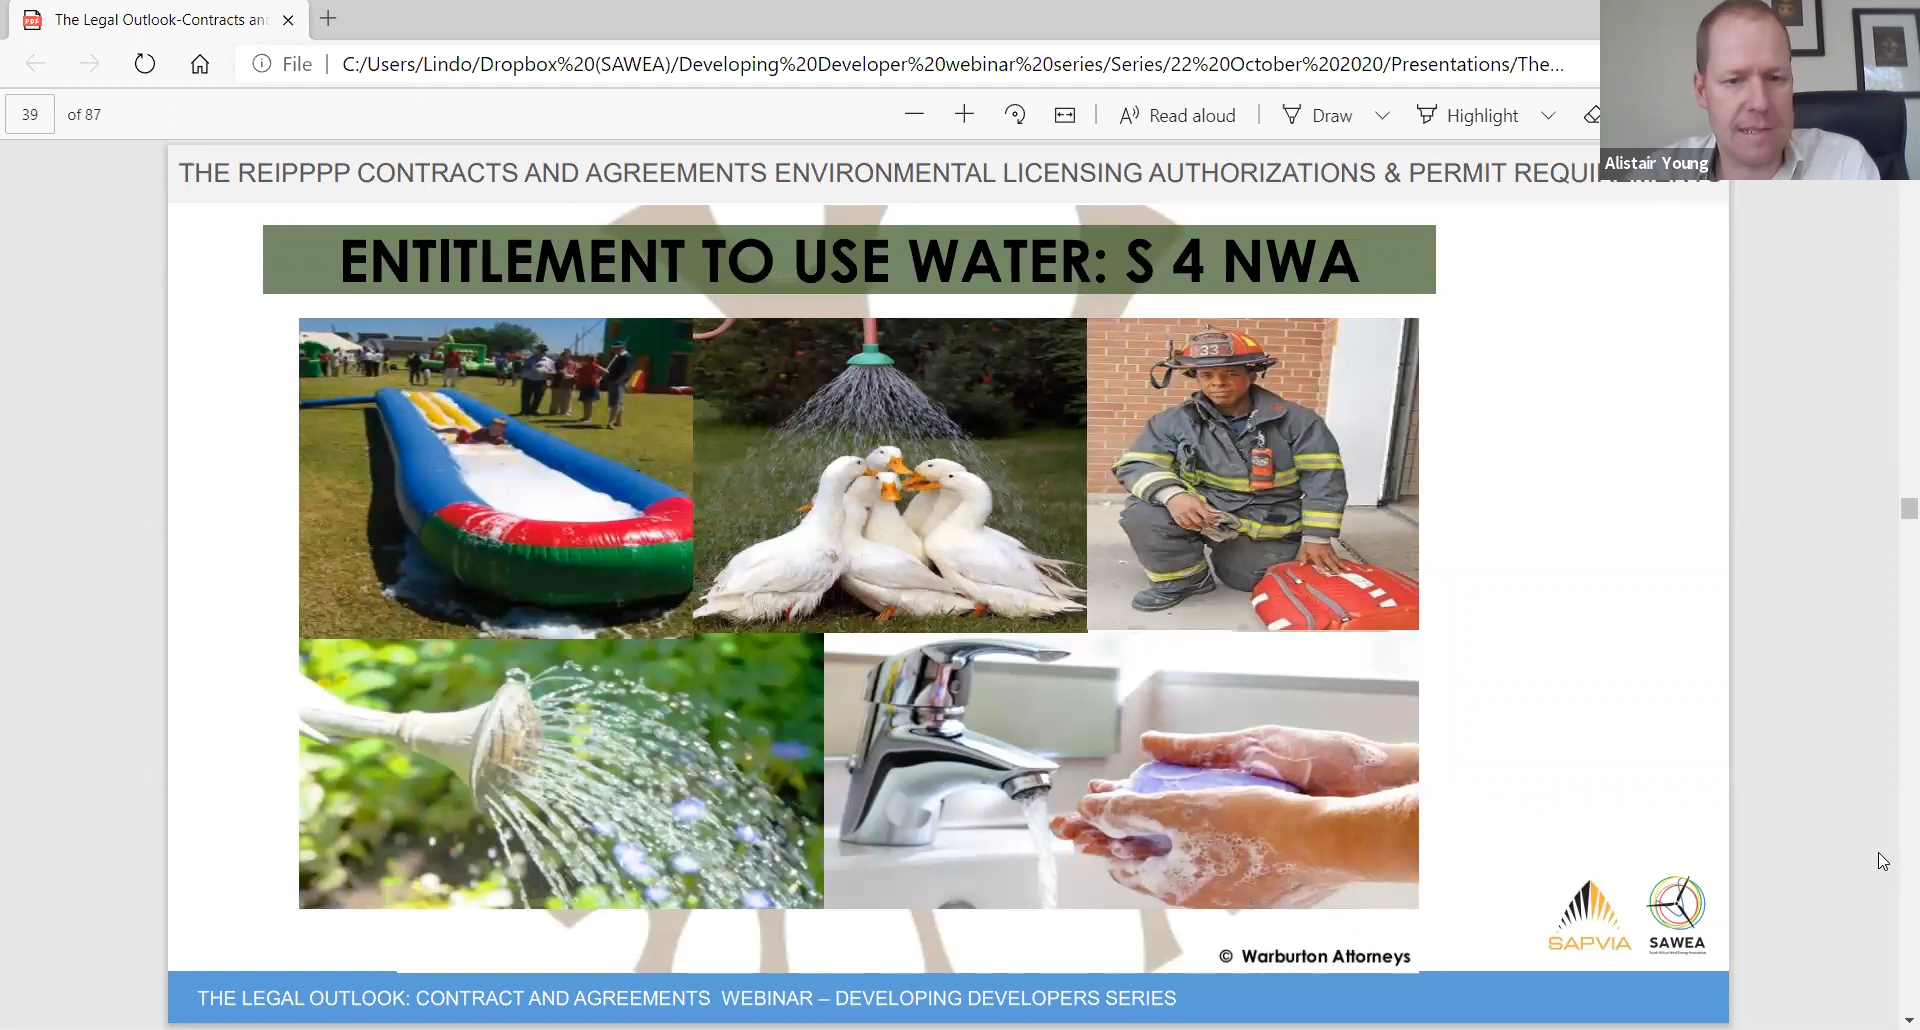 The Legal Outlook-Contracts and
File
C:/Users/Lindo/Dropbox%20(SAWEA)/Developing%20Developer%20webinar%20series/Series/22%20October%202020/Presentations/The...
39 of 87
Read aloud
Draw
Highlight
Alistair Young
THE REIPPPP CONTRACTS AND AGREEMENTS ENVIRONMENTAL LICENSING AUTHORIZATIONS & PERMIT
ENTITLEMENT TO USE WATER: S 4 NWA
33
SAPVIA
SAWEA
© Warburton Attorneys
THE LEGAL OUTLOOK: CONTRACT AND AGREEMENTS WEBINAR – DEVELOPING DEVELOPERS SERIES